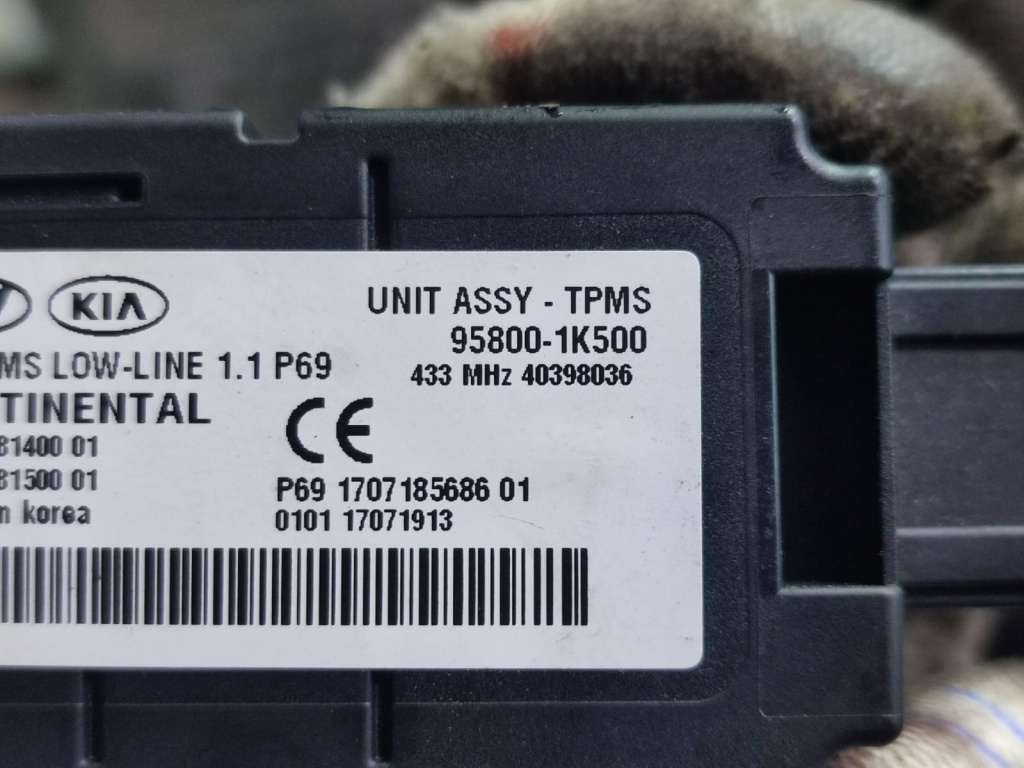 KIA
UNIT ASSY - TPMS
95800-1K500
MS LOW-LINE 1.1 P69
433 MHz 40398036
TINENTAL
CE
81400 01
81500 01
P69 1707185686 01
n korea
0101 17071913